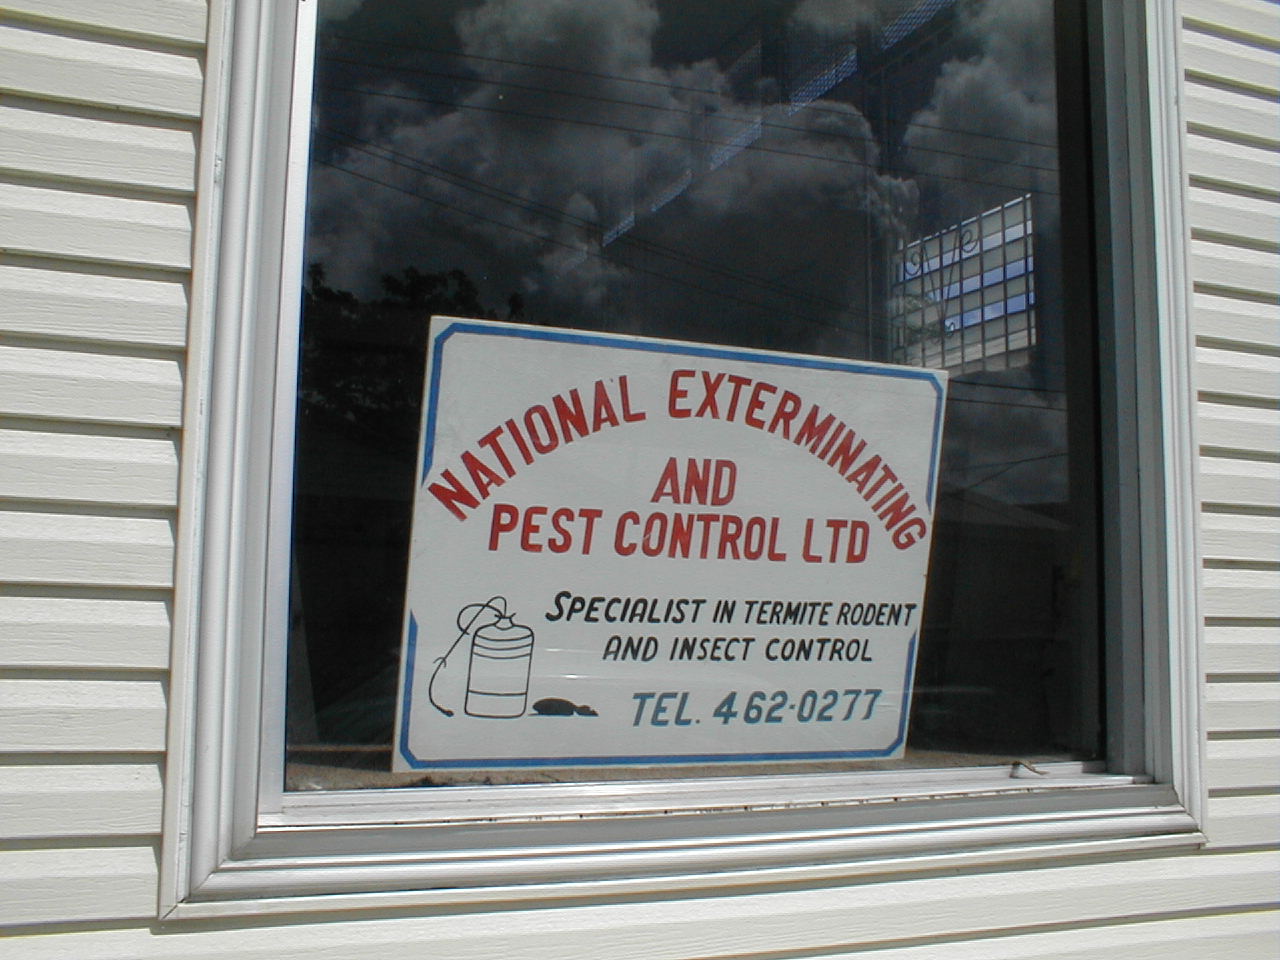 NATIONAL EXTERMINATING
AND
PEST CONTROL LTD
SPECIALIST IN TERMITE RODENT
AND INSECT CONTROL
TEL. 462-0277